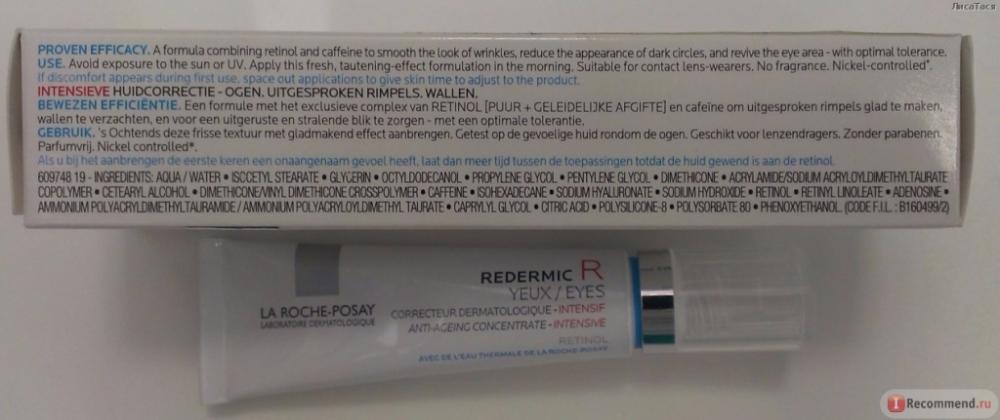 ЛисаТася
PROVEN EFFICACY. A formula combining retinol and caffeine to smooth the look of wrinkles, reduce the appearance of dark circles, and revive the eye area - with optimal tolerance.
USE. Avoid exposure to the sun or UV. Apply this fresh, tautening-effect formulation in the morning. Suitable for contact lens-wearers. No fragrance. Nickel-controlled*.
If discomfort appears during first use, space out applications to give skin time to adjust to the product.
INTENSIEVE HUIDCORRECTIE - OGEN. UITGESPROKEN RIMPELS. WALLEN.
BEWEZEN EFFICIËNTIE. Een formule met het exclusieve complex van RETINOL [PUUR + GELEIDELIJKE AFGIFTE] en cafeïne om uitgesproken rimpels glad te maken,
wallen te verzachten, en voor een uitgeruste en stralende blik te zorgen - met een optimale tolerantie.
GEBRUIK. 's Ochtends deze frisse textuur met gladmakend effect aanbrengen. Getest op de gevoelige huid rondom de ogen. Geschikt voor lenzendragers. Zonder parabenen.
Parfumvrij. Nickel controlled*.
Als u bij het aanbrengen de eerste keren een onaangenaam gevoel heeft, laat dan meer tijd tussen de toepassingen totdat de huid gewend is aan de retinol.
609748 19 - INGREDIENTS: AQUA / WATER • ISOCETYL STEARATE • GLYCERIN • OCTYLDODECANOL • PROPYLENE GLYCOL • PENTYLENE GLYCOL • DIMETHICONE • ACRYLAMIDE/SODIUM ACRYLOYLDIMETHYLTAURATE
COPOLYMER • CETEARYL ALCOHOL • DIMETHICONE/VINYL DIMETHICONE CROSSPOLYMER • CAFFEINE • ISOHEXADECANE • SODIUM HYALURONATE • SODIUM HYDROXIDE • RETINOL • RETINYL LINOLEATE • ADENOSINE •
AMMONIUM POLYACRYLDIMETHYLTAURAMIDE / AMMONIUM POLYACRYLOYLDIMETHYL TAURATE • CAPRYLYL GLYCOL • CITRIC ACID • POLYSILICONE-8 • POLYSORBATE 80 • PHENOXYETHANOL. (CODE F.I.L. : B160499/2)
LA ROCHE-POSAY
LABORATOIRE DERMATOLOGIQUE
REDERMIC R
YEUX / EYES
CORRECTEUR DERMATOLOGIQUE - INTENSIF
ANTI-AGEING CONCENTRATE - INTENSIVE
RETINOL
AVEC DE L'EAU THERMALE DE LA ROCHE-POSAY
IRecommend.ru